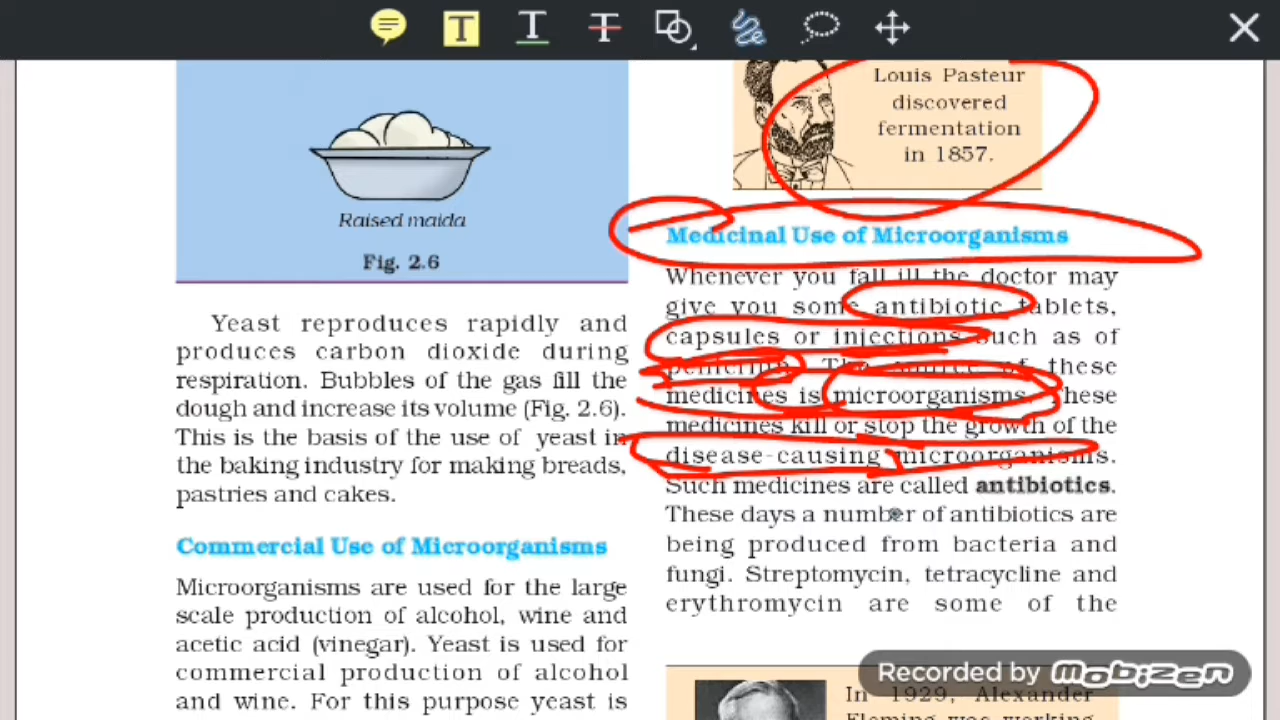 Raised maida
Fig. 2.6
Yeast reproduces rapidly and
produces carbon dioxide during
respiration. Bubbles of the gas fill the
dough and increase its volume (Fig. 2.6).
This is the basis of the use of yeast in
the baking industry for making breads,
pastries and cakes.
Commercial Use of Microorganisms
Microorganisms are used for the large
scale production of alcohol, wine and
acetic acid (vinegar). Yeast is used for
commercial production of alcohol
and wine. For this purpose yeast is
Louis Pasteur
discovered
fermentation
in 1857.
Medicinal Use of Microorganisms
Whenever you fall ill the doctor may
give you some antibiotic tablets,
capsules or injections such as of
penicillin. The source of these
medicines is microorganisms. These
medicines kill or stop the growth of the
disease-causing microorganisms.
Such medicines are called antibiotics.
These days a number of antibiotics are
being produced from bacteria and
fungi. Streptomycin, tetracycline and
erythromycin are some of the
In 1929, Alexander
Fleming was working
Recorded by mobizen